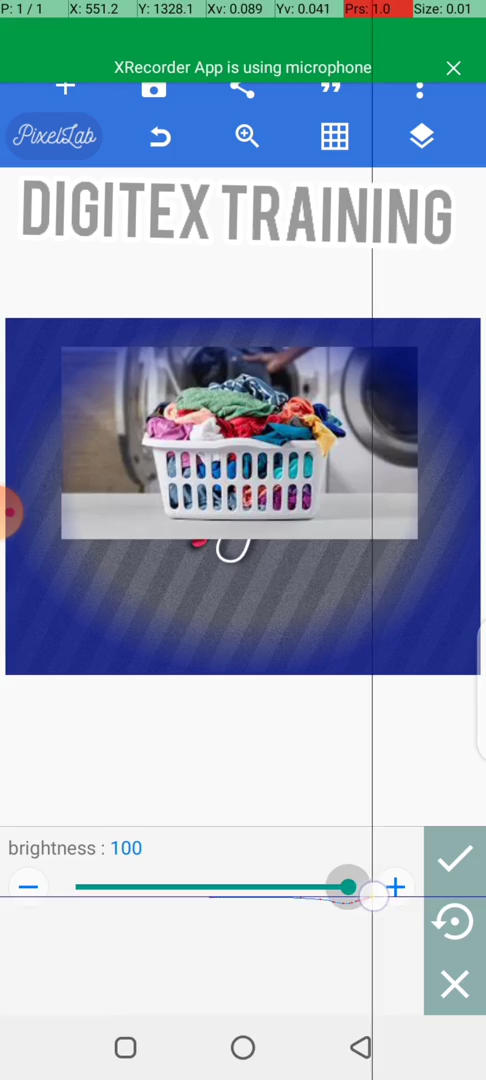 P: 1 / 1 X: 551.2 Y: 1328.1 Xv: 0.089 Yv: 0.041 Prs: 1.0 Size: 0.01
XRecorder App is using microphone
PixelLab
DIGITEX TRAINING
brightness : 100